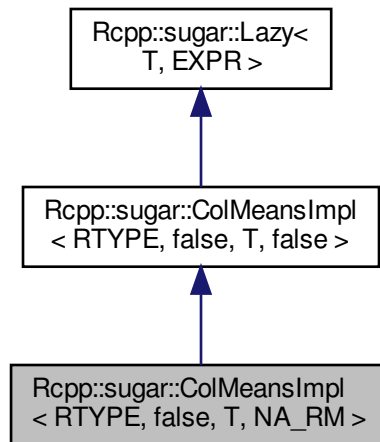 Rcpp::sugar::Lazy<
T, EXPR >
Rcpp::sugar::ColMeansImpl
< RTYPE, false, T, false >
Rcpp::sugar::ColMeansImpl
< RTYPE, false, T, NA_RM >